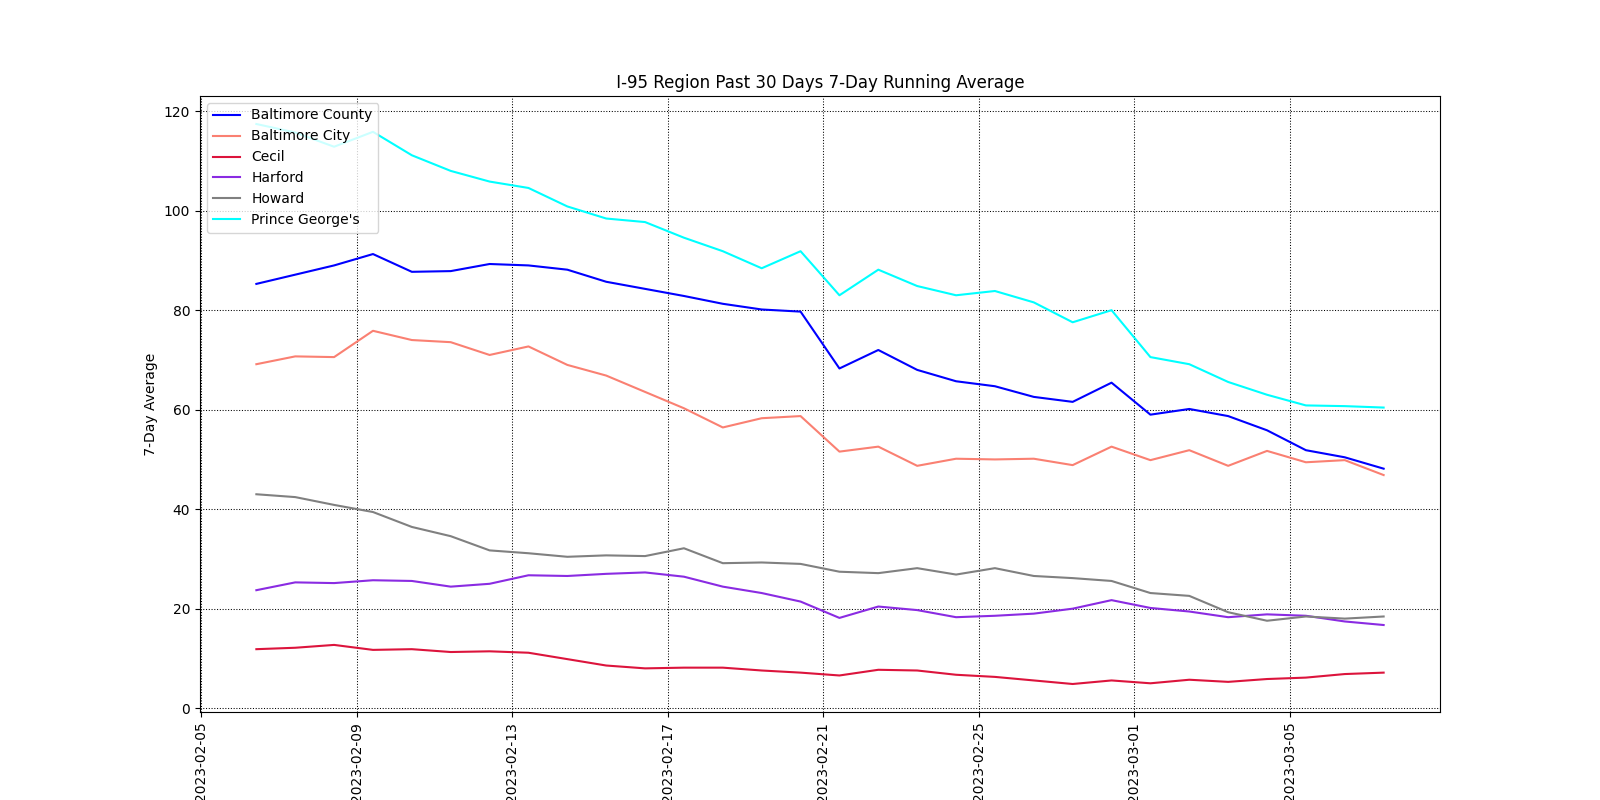 I-95 Region Past 30 Days 7-Day Running Average
Baltimore County
Baltimore City
Cecil
Harford
Howard
Prince George's
7-Day Average
120
100
80
60
40
20
0
2023-02-05
2023-02-09
2023-02-13
2023-02-17
2023-02-21
2023-02-25
2023-03-01
2023-03-05